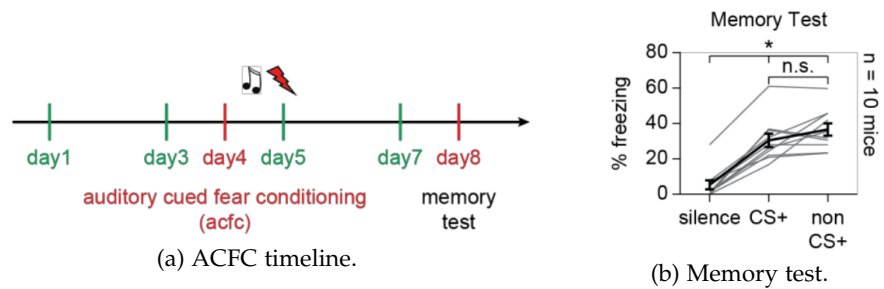 day1 day3 day4 day5 day7 day8
auditory cued fear conditioning
(acfc)
memory
test
(a) ACFC timeline.
Memory Test
*
n.s.
80
60
40
20
0
% freezing
silence CS+ non
CS+
n = 10 mice
(b) Memory test.